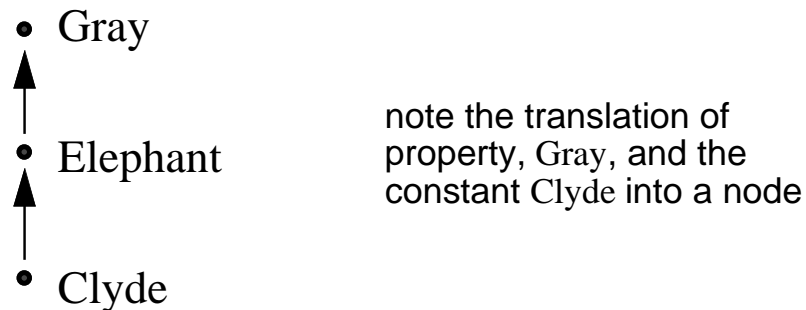 Gray
Elephant
Clyde
note the translation of
property, Gray, and the
constant Clyde into a node